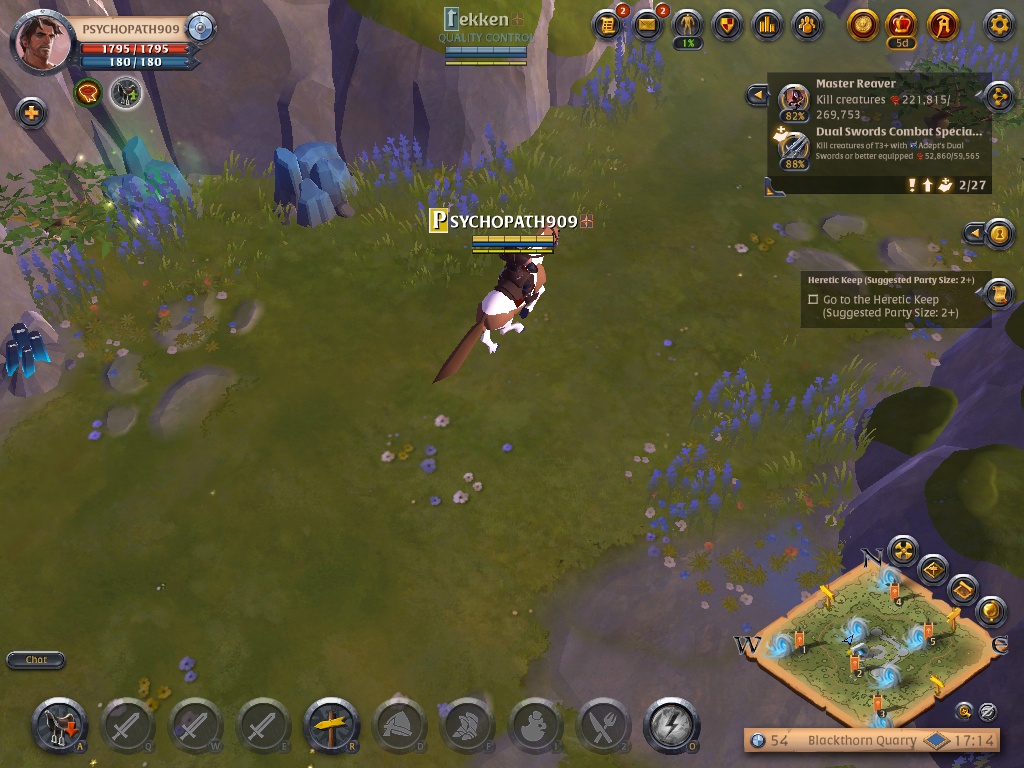 PSYCHOPATH909
1795 / 1795
180 / 180
Tekken
QUALITY CONTROL
2
2
1%
5d
Master Reaver
Kill creatures 221,815/
269,753
82%
Dual Swords Combat Specia...
Kill creatures of T3+ with Adept's Dual
Swords or better equipped 52,860/59,565
88%
2/27
PSYCHOPATH909
Heretic Keep (Suggested Party Size: 2+)
Go to the Heretic Keep
(Suggested Party Size: 2+)
N
W
E
4
1
5
2
3
Chat
A
Q
W
E
R
D
F
1
2
O
54 Blackthorn Quarry 17:14